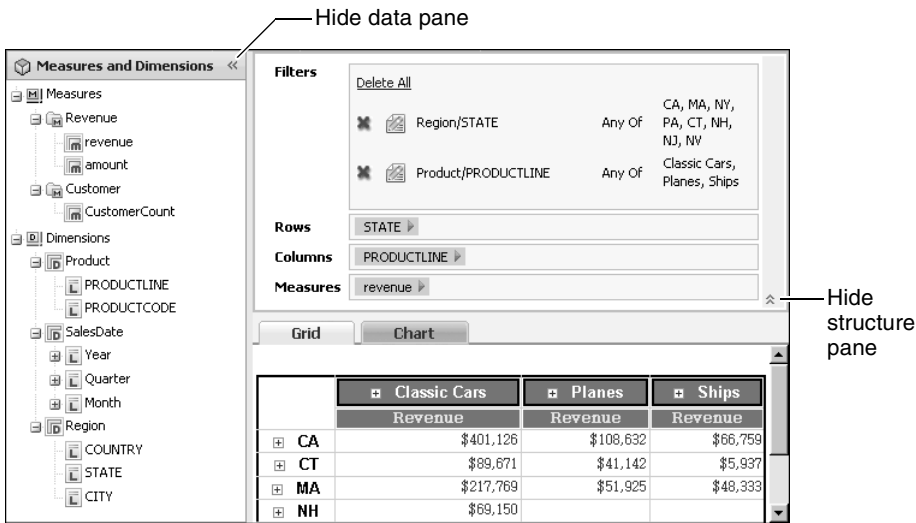 Hide data pane
Measures and Dimensions «
Measures
Revenue
revenue
amount
Customer
CustomerCount
Dimensions
Product
PRODUCTLINE
PRODUCTCODE
SalesDate
Year
Quarter
Month
Region
COUNTRY
STATE
CITY
Filters
Delete All
Region/STATE Any Of CA, MA, NY,
PA, CT, NH,
NJ, NV
Product/PRODUCTLINE Any Of Classic Cars,
Planes, Ships
Rows STATE
Columns PRODUCTLINE
Measures revenue
Hide
structure
pane
Grid Chart
Classic Cars Planes Ships
Revenue Revenue Revenue
CA $401,126 $108,632 $66,759
CT $89,671 $41,142 $5,937
MA $217,769 $51,925 $48,333
NH $69,150